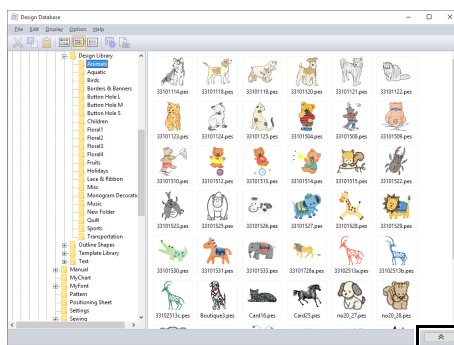 Design Database
File Edit Display Option Help
Design Library
Animals
Aquatic
Birds
Borders & Banners
Button Hole L
Button Hole M
Button Hole S
Children
Floral1
Floral2
Floral3
Floral4
Fruits
Holidays
Lace & Ribbon
Misc
Monogram Decorativ
Music
New Folder
Quilt
Sports
Transportation
Outline Shapes
Template Library
Text
Manual
MyChart
MyFont
Pattern
Positioning Sheet
Settings
Sewing
33101114.pes 33101118.pes 33101119.pes 33101120.pes 33101121.pes 33101122.pes
33101123.pes 33101124.pes 33101125.pes 33101504.pes 33101508.pes 33101509.pes
33101510.pes 33101512.pes 33101513.pes 33101514.pes 33101515.pes 33101522.pes
33101523.pes 33101525.pes 33101526.pes 33101527.pes 33101528.pes 33101529.pes
33101530.pes 33101531.pes 33101533.pes 33101728a.pes 33102513a.pes 33102513b.pes
33102513c.pes Boutique3.pes Card16.pes Card25.pes no20_27.pes no20_28.pes